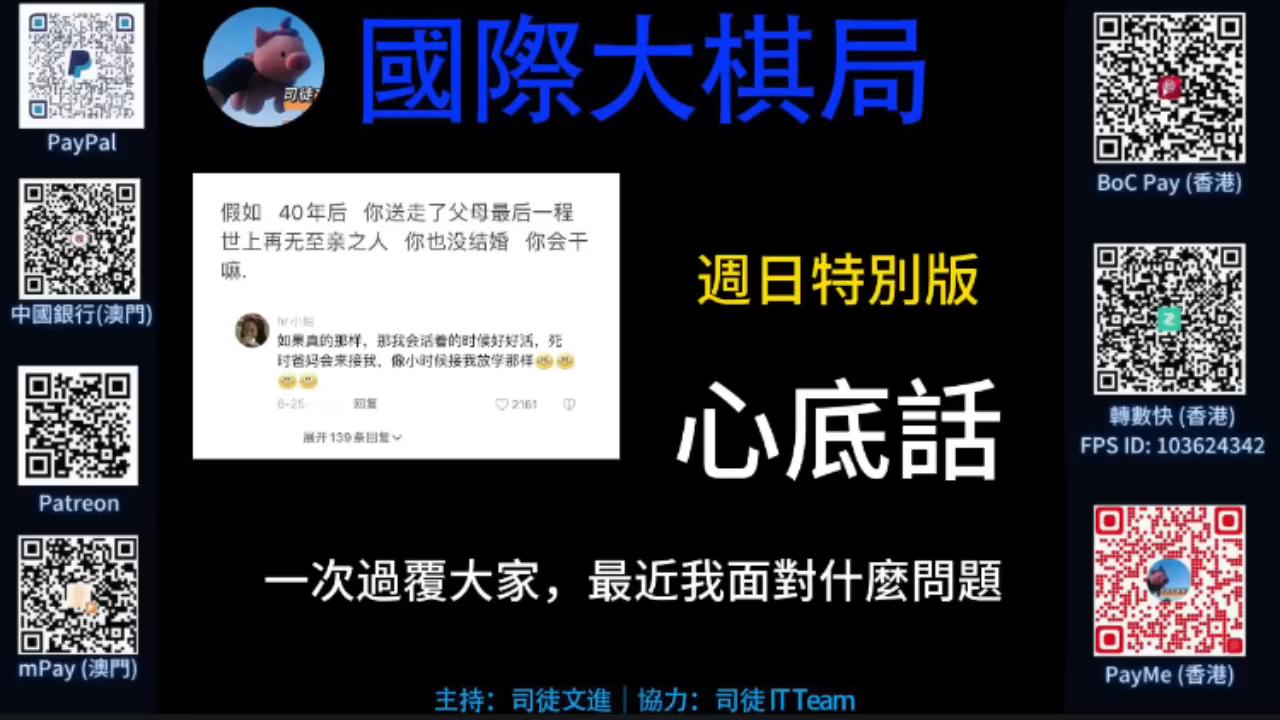 國際大棋局
司徒
假如 40年后 你送走了父母最后一程
世上再无至亲之人 你也没结婚 你会干
嘛.
如果真的那样，那我会活着的时候好好活，死
时爸妈会来接我，像小时候接我放学那样
6-25 回复 2161
展开139条回复
週日特別版
心底話
一次過覆大家，最近我面對什麼問題
主持：司徒文進｜協力：司徒IT Team
PayPal
中國銀行(澳門)
Patreon
mPay (澳門)
BoC Pay (香港)
轉數快 (香港)
FPS ID: 103624342
PayMe (香港)